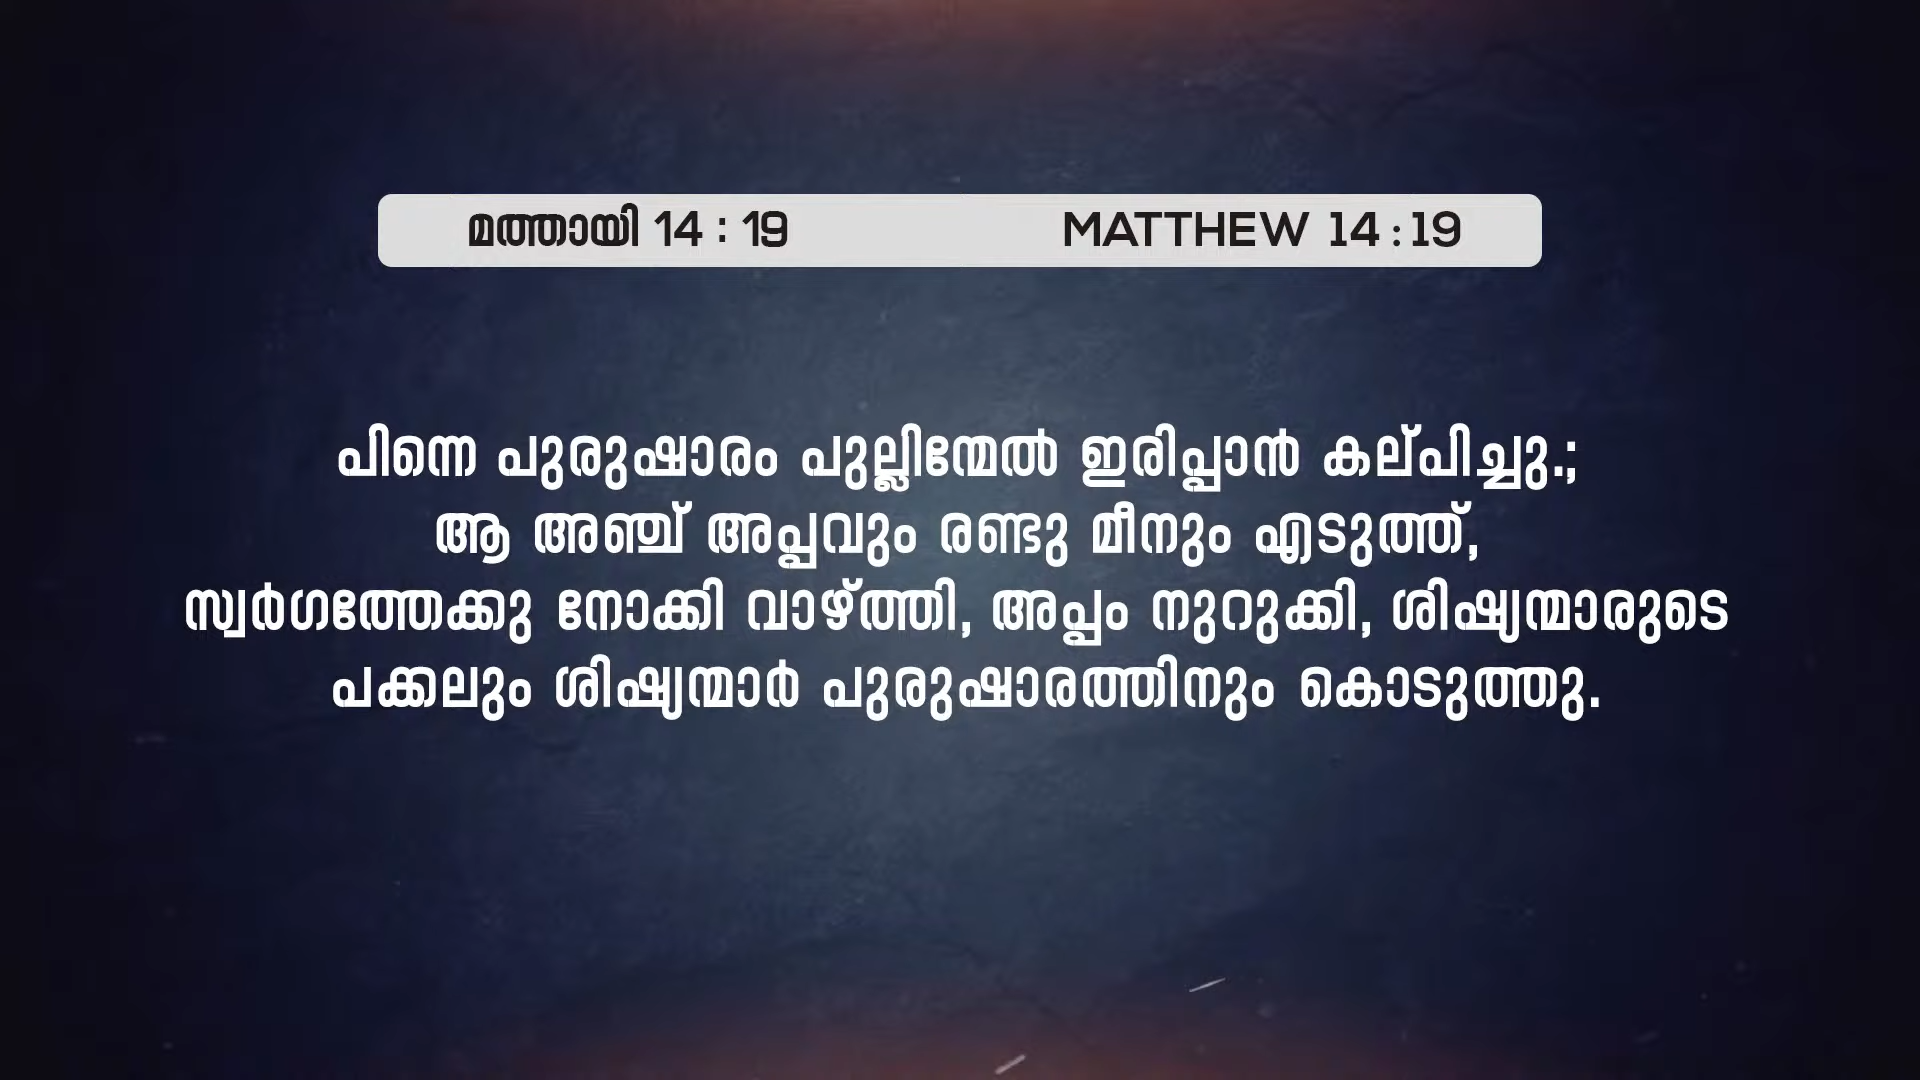 മത്തായി 14 : 19 MATTHEW 14 : 19
പിന്നെ പുരുഷാരം പുല്ലിന്മേൽ ഇരിപ്പാൻ കല്പിച്ചു.;
ആ അഞ്ച് അപ്പവും രണ്ടു മീനും എടുത്ത്,
സ്വർഗത്തേക്കു നോക്കി വാഴ്ത്തി, അപ്പം നുറുക്കി, ശിഷ്യന്മാരുടെ
പക്കലും ശിഷ്യന്മാർ പുരുഷാരത്തിനും കൊടുത്തു.